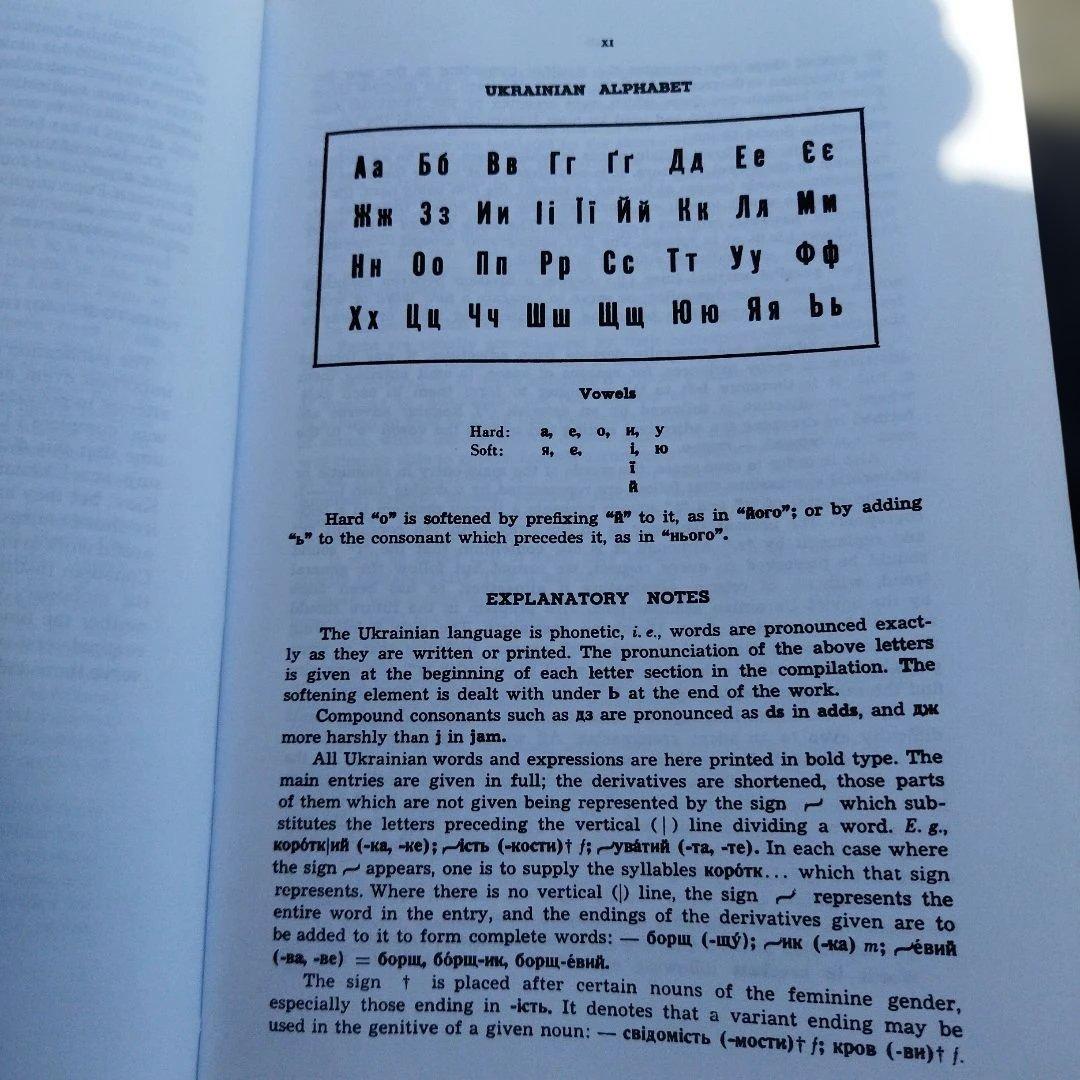 XI
UKRAINIAN ALPHABET
Аа Бб Вв Гг Ґґ Дд Ее Єє
Жж Зз Ии Іі Її Йй Кк Лл Мм
Нн Оо Пп Рр Сс Тт Уу Фф
Хх Цц Чч Шш Щщ Юю Яя Ьь
Vowels
Hard: а, е, о, и, у
Soft: я, е, і, ю
ї
й
Hard "о" is softened by prefixing "й" to it, as in "його"; or by adding
"ь" to the consonant which precedes it, as in "нього".
EXPLANATORY NOTES
The Ukrainian language is phonetic, i. e., words are pronounced exact-
ly as they are written or printed. The pronunciation of the above letters
is given at the beginning of each letter section in the compilation. The
softening element is dealt with under Ь at the end of the work.
Compound consonants such as дз are pronounced as ds in adds, and дж
more harshly than j in jam.
All Ukrainian words and expressions are here printed in bold type. The
main entries are given in full; the derivatives are shortened, those parts
of them which are not given being represented by the sign ~ which sub-
stitutes the letters preceding the vertical (|) line dividing a word. E. g.,
коро́тк|ий (-ка, -ке); ~ість (-кости)† f; ~ува́тий (-та, -те). In each case where
the sign ~ appears, one is to supply the syllables коро́тк... which that sign
represents. Where there is no vertical (|) line, the sign ~ represents the
entire word in the entry, and the endings of the derivatives given are to
be added to it to form complete words: — борщ (-щу́); ~ик (-ка) m; ~е́вий
(-ва, -ве) = борщ, бо́рщ-ик, борщ-е́вий.
The sign † is placed after certain nouns of the feminine gender,
especially those ending in -ість. It denotes that a variant ending may be
used in the genitive of a given noun: — свідомість (-мости)† f; кров (-ви)† f.